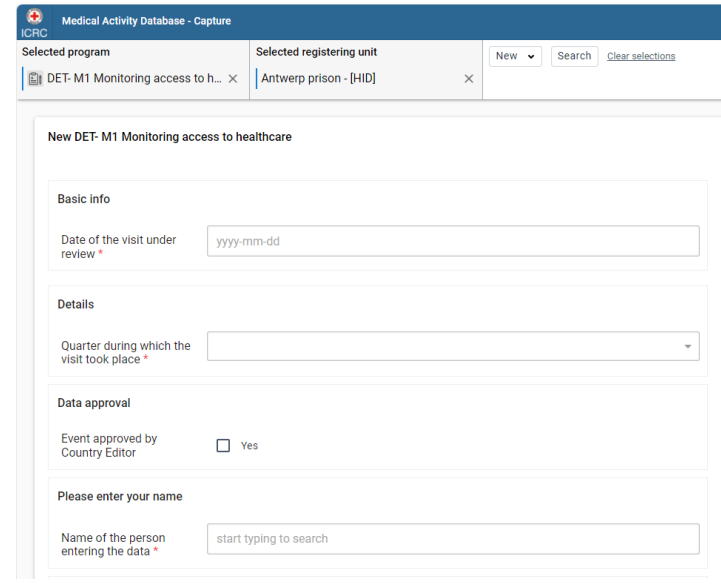 ICRC
Medical Activity Database - Capture
Selected program
DET- M1 Monitoring access to h...
Selected registering unit
Antwerp prison - [HID]
New
Search
Clear selections
New DET- M1 Monitoring access to healthcare
Basic info
Date of the visit under
review *
yyyy-mm-dd
Details
Quarter during which the
visit took place *
Data approval
Event approved by
Country Editor
Yes
Please enter your name
Name of the person
entering the data *
start typing to search